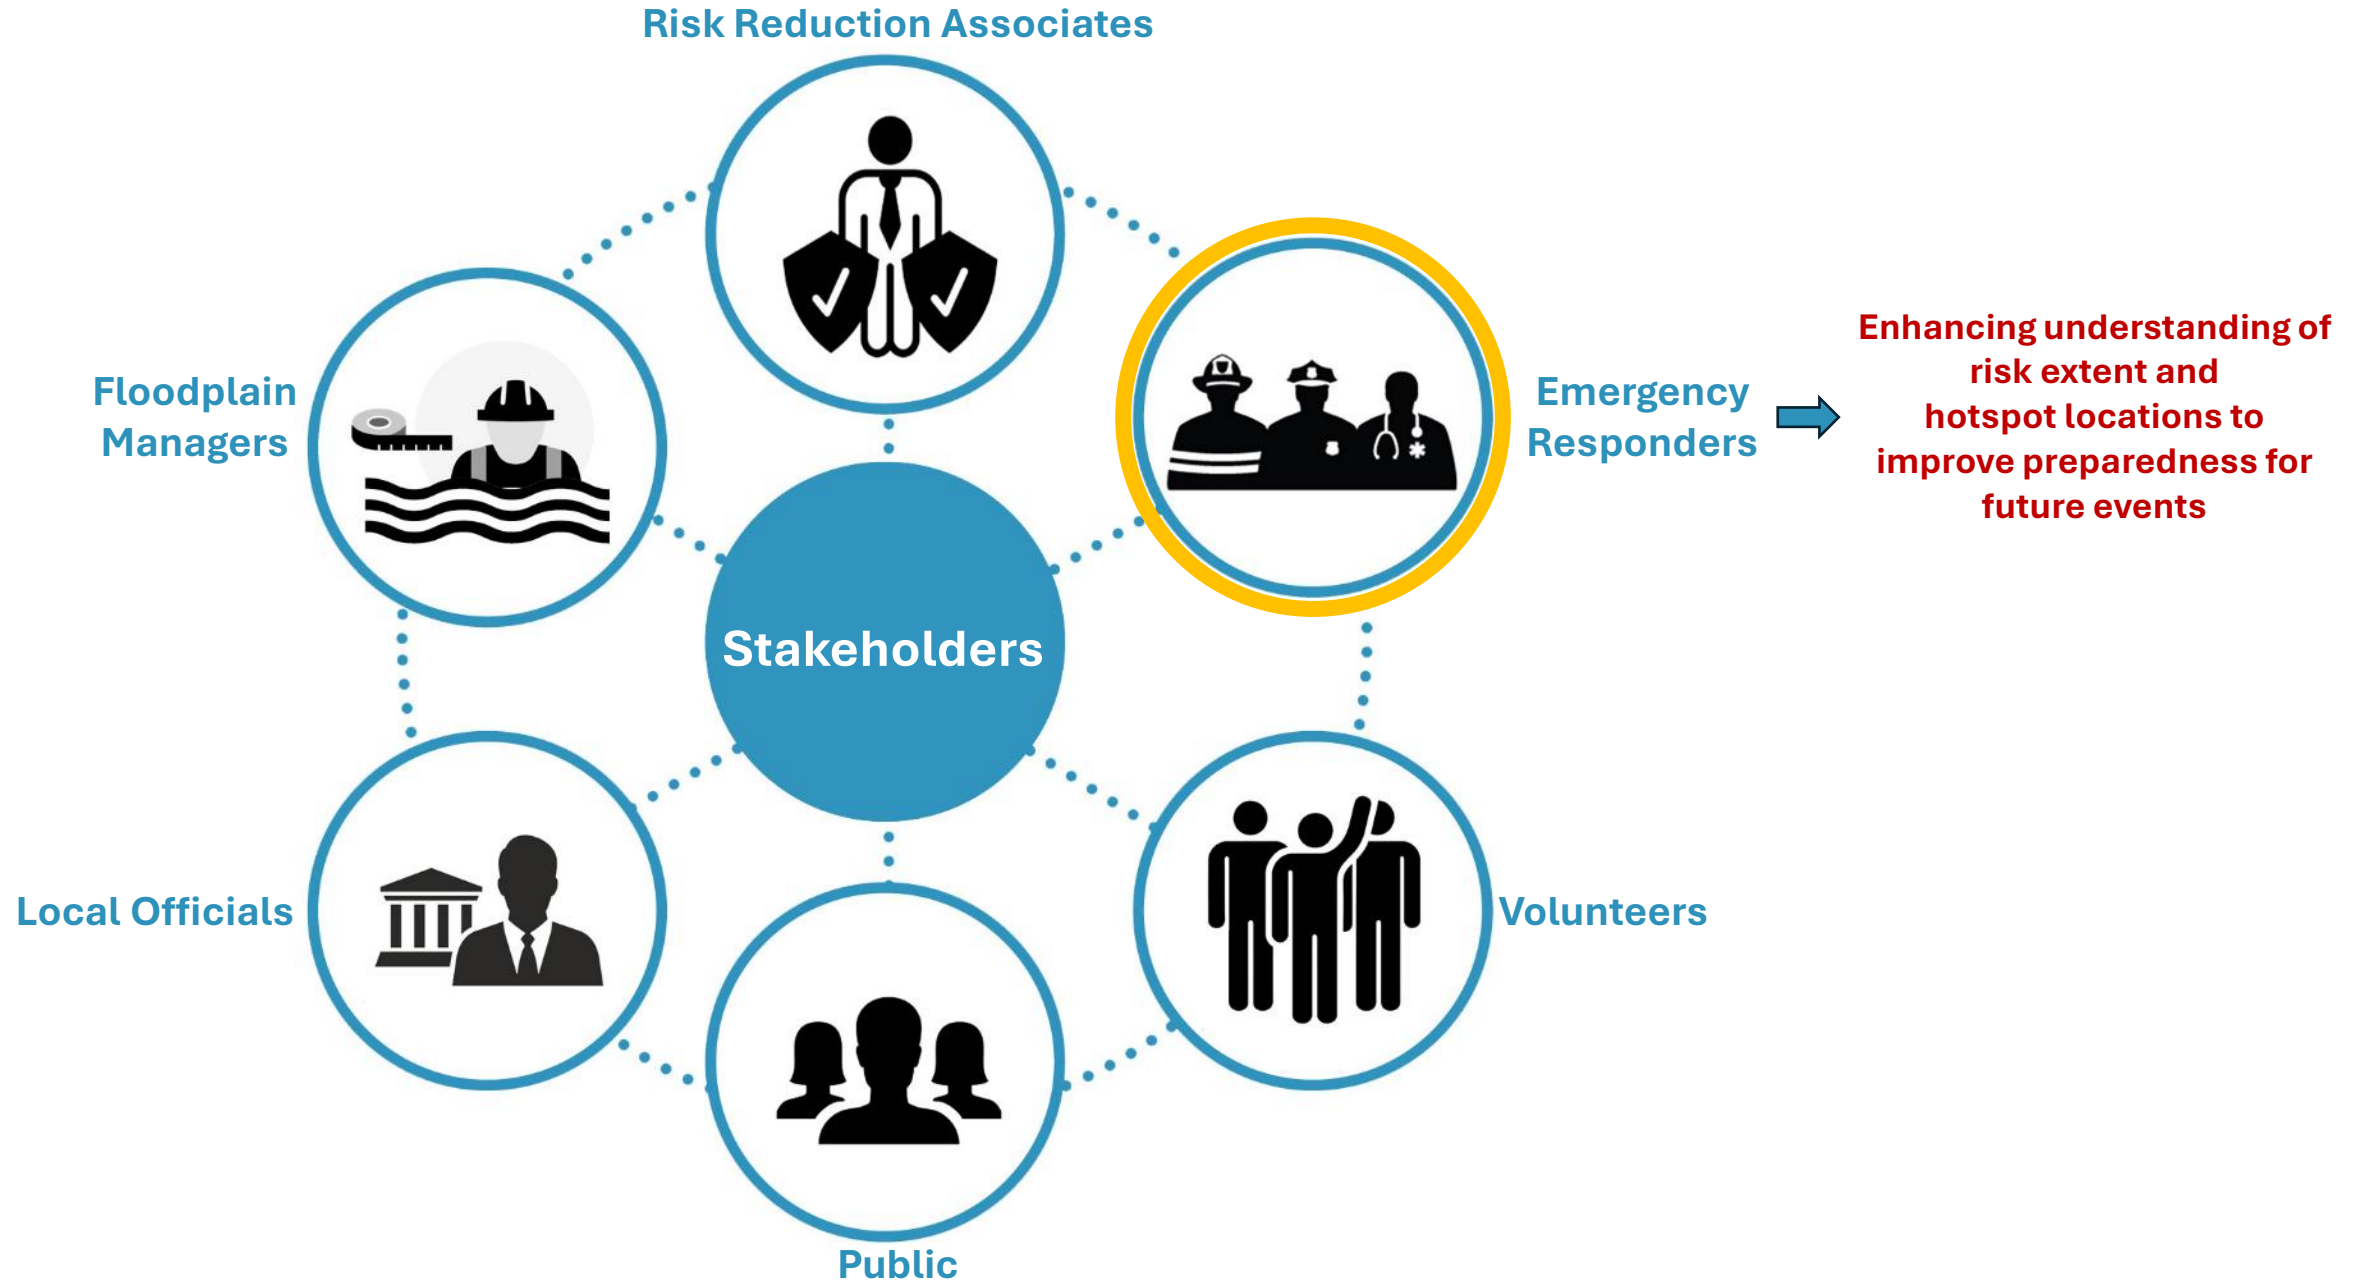 Risk Reduction Associates
Floodplain
Managers
Emergency
Responders
Enhancing understanding of
risk extent and
hotspot locations to
improve preparedness for
future events
Stakeholders
Local Officials
Volunteers
Public